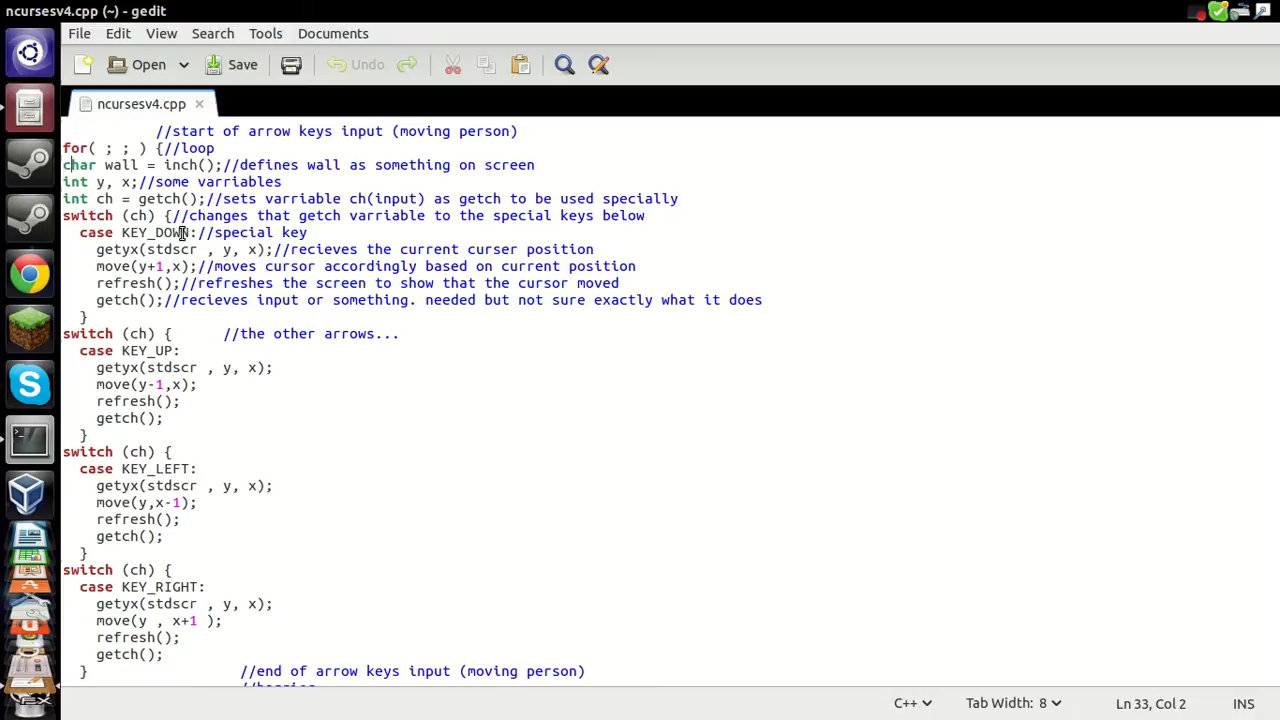 ncursesv4.cpp (~) - gedit
File Edit View Search Tools Documents
Open Save Undo
ncursesv4.cpp ×
//start of arrow keys input (moving person)
for( ; ; ) {//loop
char wall = inch();//defines wall as something on screen
int y, x;//some varriables
int ch = getch();//sets varriable ch(input) as getch to be used specially
switch (ch) {//changes that getch varriable to the special keys below
case KEY_DOWN://special key
getyx(stdscr , y, x);//recieves the current curser position
move(y+1,x);//moves cursor accordingly based on current position
refresh();//refreshes the screen to show that the cursor moved
getch();//recieves input or something. needed but not sure exactly what it does
}
switch (ch) { //the other arrows...
case KEY_UP:
getyx(stdscr , y, x);
move(y-1,x);
refresh();
getch();
}
switch (ch) {
case KEY_LEFT:
getyx(stdscr , y, x);
move(y,x-1);
refresh();
getch();
}
switch (ch) {
case KEY_RIGHT:
getyx(stdscr , y, x);
move(y , x+1 );
refresh();
getch();
} //end of arrow keys input (moving person)
C++ Tab Width: 8 Ln 33, Col 2 INS